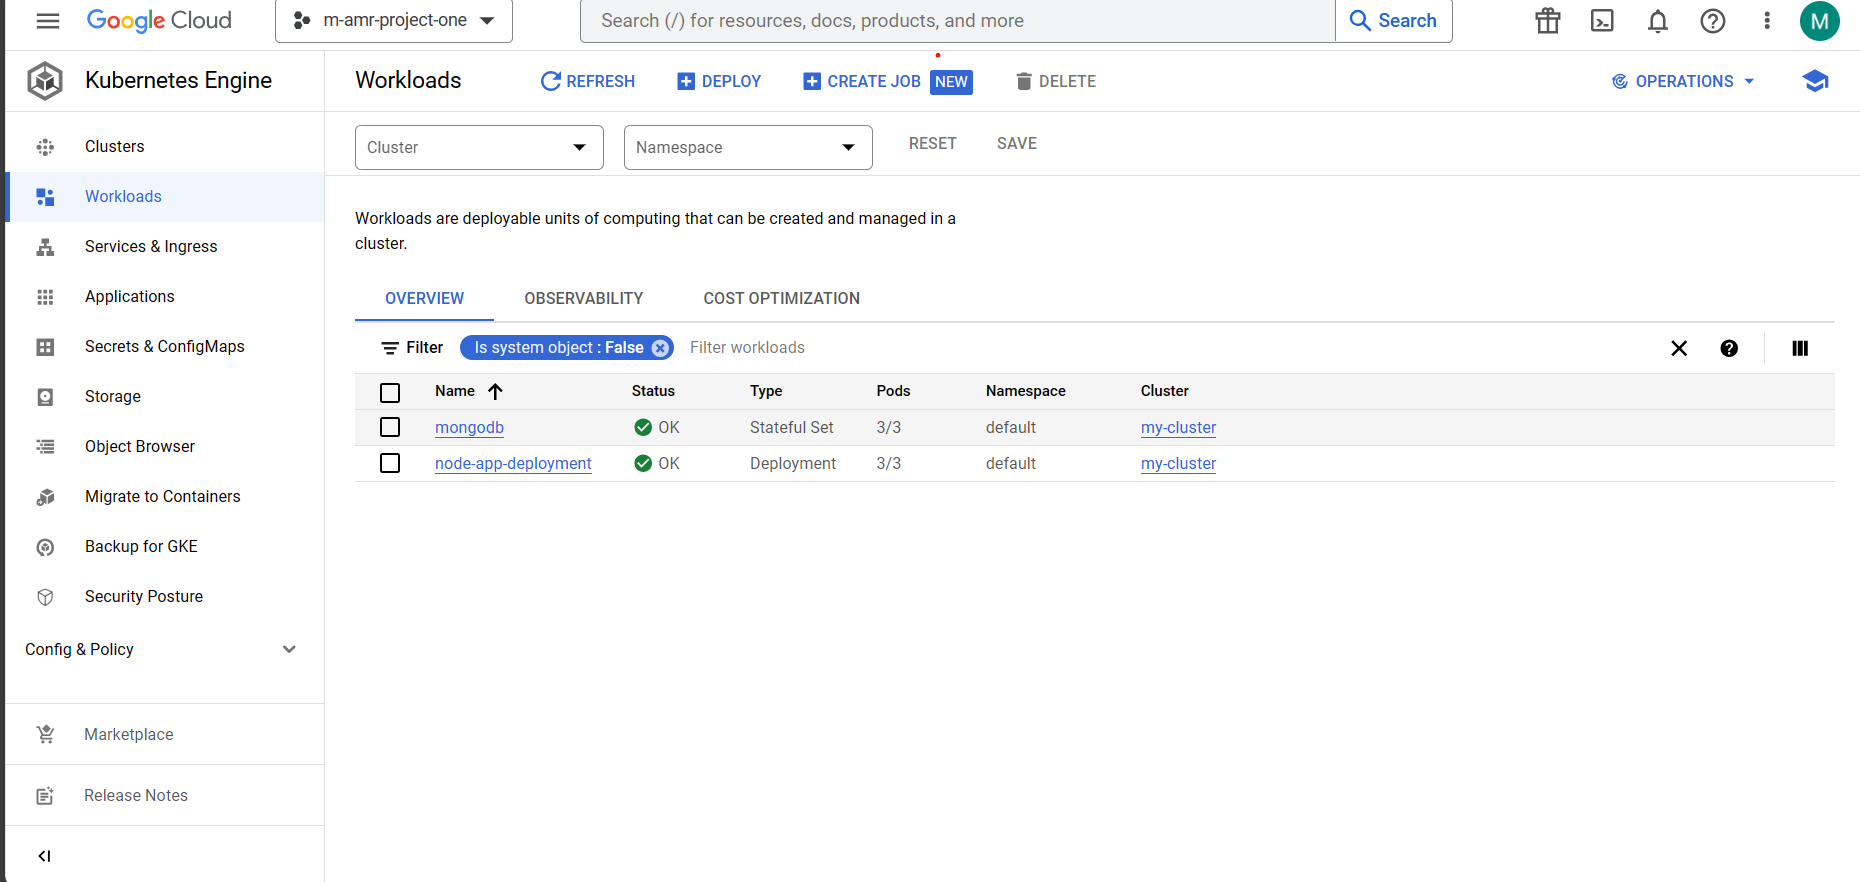 Google Cloud
m-amr-project-one
Search (/) for resources, docs, products, and more
Search
M
Kubernetes Engine
Workloads
REFRESH
DEPLOY
CREATE JOB NEW
DELETE
OPERATIONS
Clusters
Workloads
Services & Ingress
Applications
Secrets & ConfigMaps
Storage
Object Browser
Migrate to Containers
Backup for GKE
Security Posture
Config & Policy
Marketplace
Release Notes
Cluster
Namespace
RESET
SAVE
Workloads are deployable units of computing that can be created and managed in a
cluster.
OVERVIEW
OBSERVABILITY
COST OPTIMIZATION
Filter
Is system object : False
Filter workloads
Name Status Type Pods Namespace Cluster
mongodb OK Stateful Set 3/3 default my-cluster
node-app-deployment OK Deployment 3/3 default my-cluster